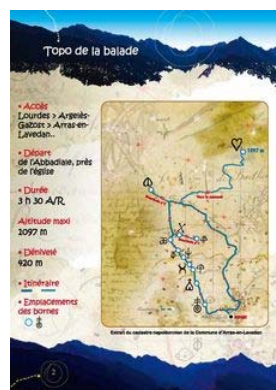 Topo de la balade
• Accès
Lourdes > Argelès-
Gazost > Arras-en-
Lavedan..
• Départ
de l'Abbadiale, près
de l'église
• Durée
3 h 30 A/R
Altitude maxi
1097 m
• Dénivelé
420 m
• Itinéraire
• Emplacements
des bornes
1097 m
Extrait du cadastre napoléonien de la Commune d'Arras-en-Lavedan
2